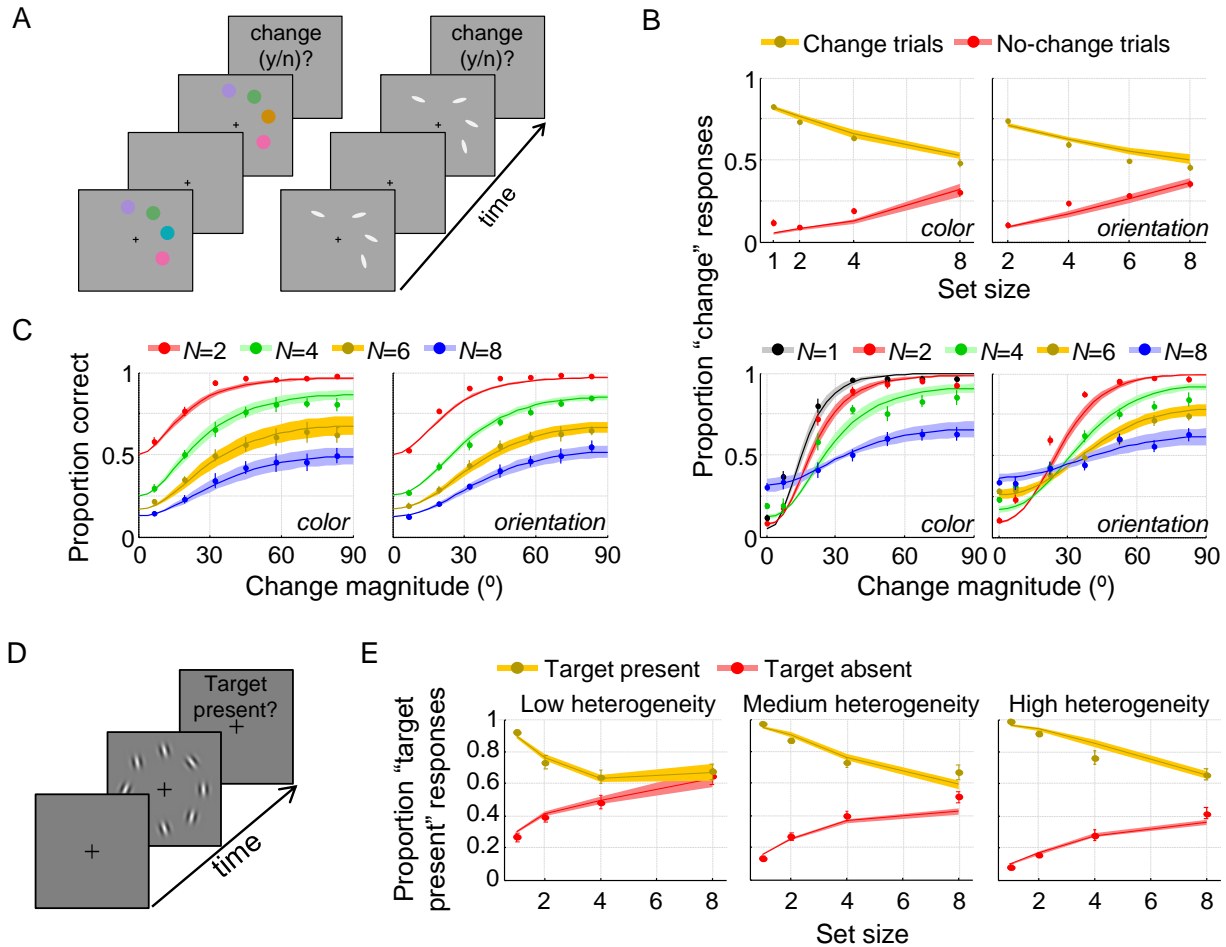 A
change
(y/n)?
change
(y/n)?
time
B
Change trials
No-change trials
Proportion “change” responses
1
0.5
0
color
orientation
1 2 4 8
2 4 6 8
Set size
N=1 N=2 N=4 N=6 N=8
1
0.5
0
color
orientation
0 30 60 90
0 30 60 90
Change magnitude (º)
C
N=2 N=4 N=6 N=8
Proportion correct
1
0.5
0
color
orientation
0 30 60 90
0 30 60 90
Change magnitude (º)
D
Target
present?
time
E
Target present
Target absent
Proportion “target
present” responses
Low heterogeneity
Medium heterogeneity
High heterogeneity
1
0.8
0.6
0.4
0.2
0
2 4 6 8
2 4 6 8
2 4 6 8
Set size